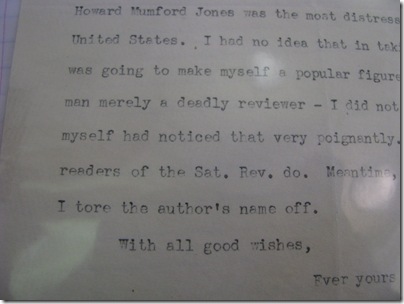 Howard Mumford Jones was the most distress
United States. I had no idea that in tak
was going to make myself a popular figure
man merely a deadly reviewer - I did not
myself had noticed that very poignantly.
readers of the Sat. Rev. do. Meantime,
I tore the author's name off.
With all good wishes,
Ever yours